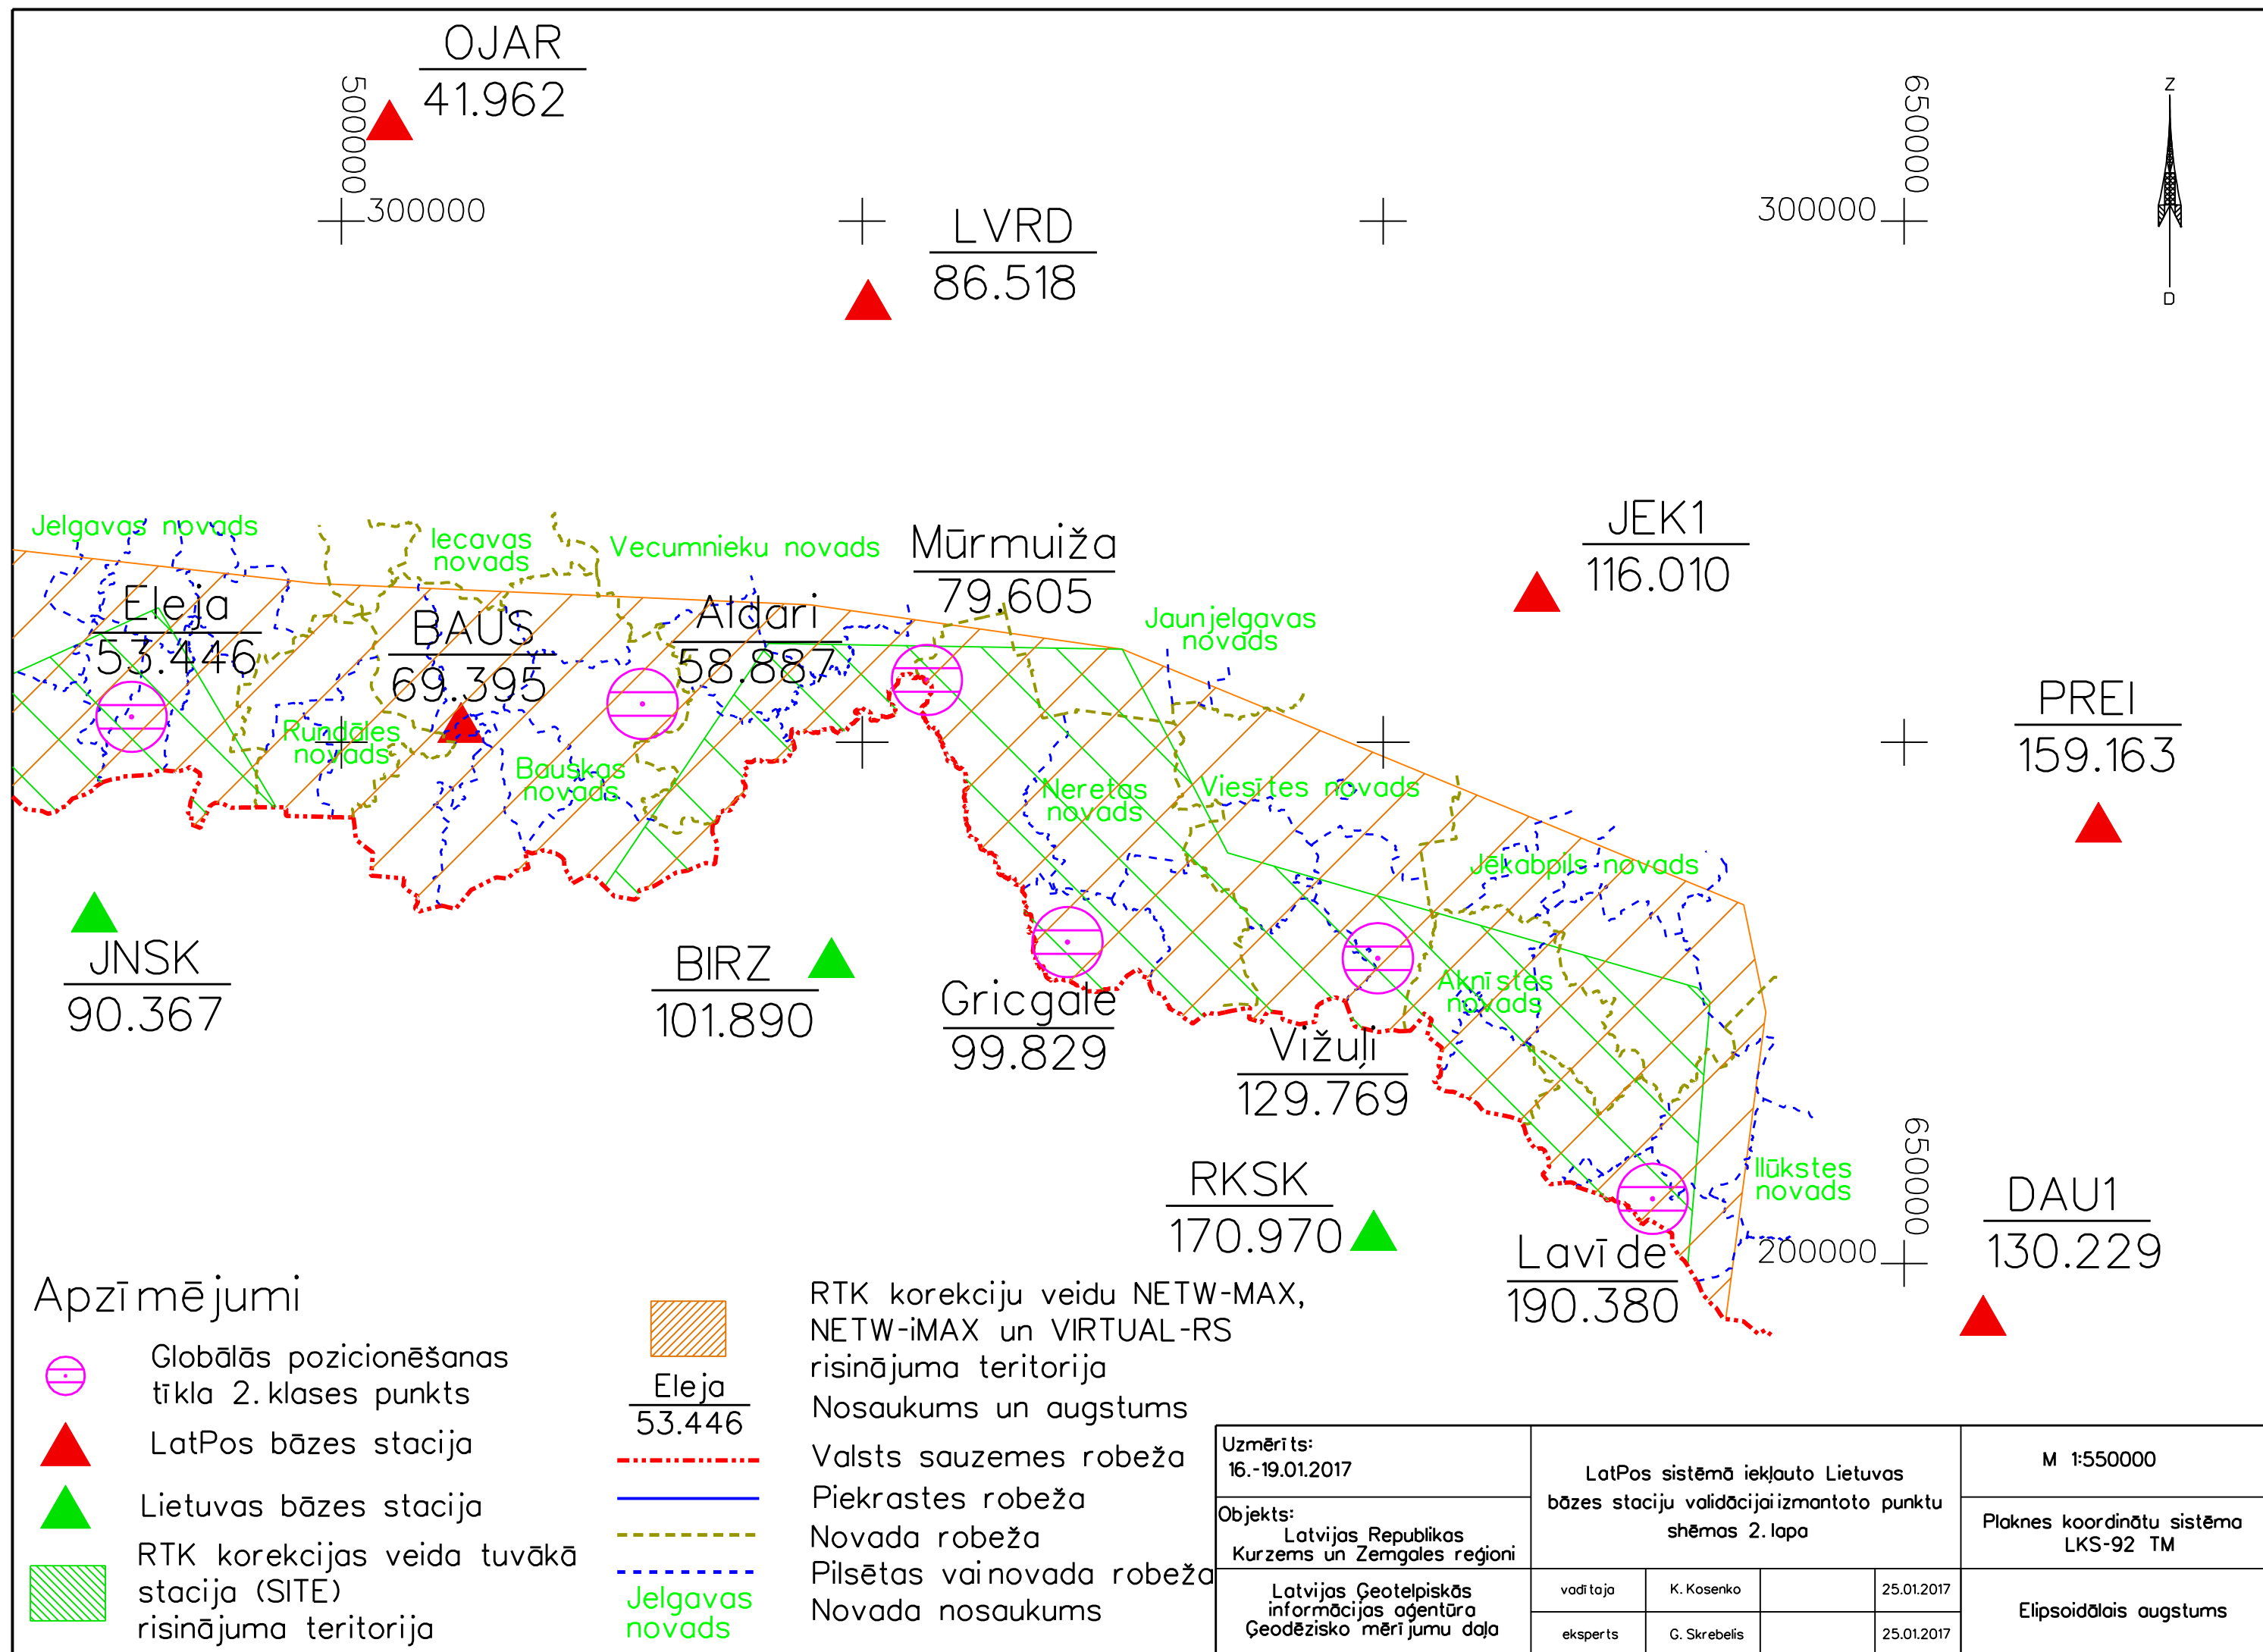 OJAR
41.962
500000
300000
LVRD
86.518
300000
650000
Z
D
JEK1
116.010
PREI
159.163
Jelgavas novads
Iecavas
novads
Vecumnieku novads
Mūrmuiža
79.605
Eleja
53.446
BAUS
69.395
Aldari
58.887
Jaunjelgavas
novads
Rundāles
novads
Bauskas
novads
Neretas
novads
Viesītes novads
Jēkabpils novads
Aknīstes
novads
JNSK
90.367
BIRZ
101.890
Gricgale
99.829
Vižuļi
129.769
RKSK
170.970
Lavīde
190.380
Ilūkstes
novads
650000
200000
DAU1
130.229
Apzīmējumi
Globālās pozicionēšanas
tīkla 2. klases punkts
LatPos bāzes stacija
Lietuvas bāzes stacija
RTK korekcijas veida tuvākā
stacija (SITE)
risinājuma teritorija
RTK korekciju veidu NETW-MAX,
NETW-iMAX un VIRTUAL-RS
risinājuma teritorija
Eleja
53.446
Nosaukums un augstums
Valsts sauzemes robeža
Piekrastes robeža
Novada robeža
Pilsētas vai novada robeža
Jelgavas
novads
Novada nosaukums
Uzmērīts:
16.-19.01.2017
Objekts:
Latvijas Republikas
Kurzems un Zemgales reģioni
LatPos sistēmā iekļauto Lietuvas
bāzes staciju validācijai izmantoto punktu
shēmas 2. lapa
M 1:550000
Plaknes koordinātu sistēma
LKS-92 TM
Latvijas Ģeotelpiskās
informācijas aģentūra
Ģeodēzisko mērījumu daļa
vadītaja K. Kosenko 25.01.2017
eksperts G. Skrebelis 25.01.2017
Elipsoidālais augstums